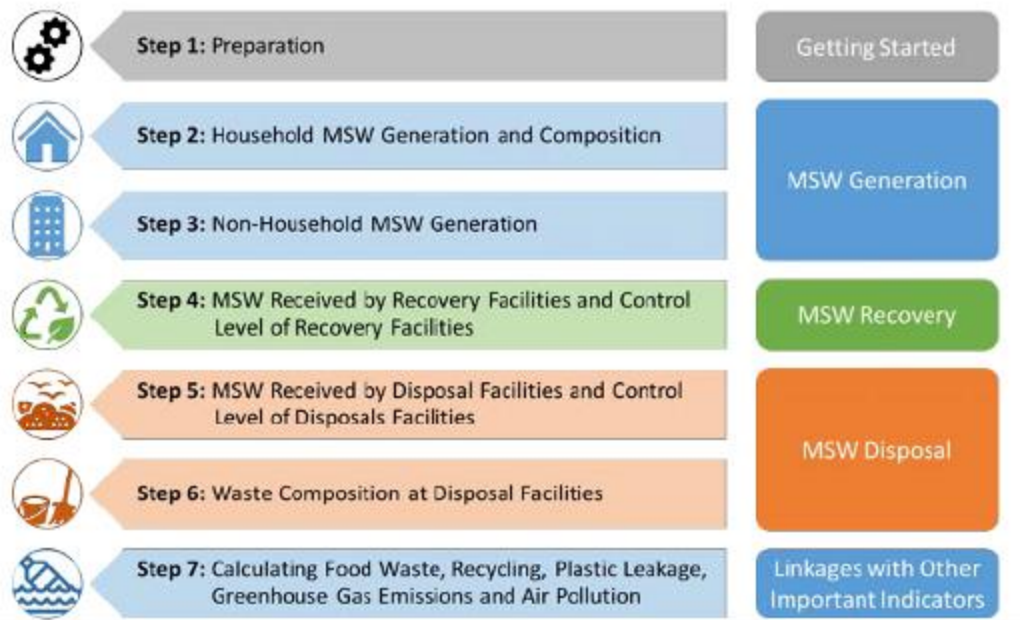 Step 1: Preparation
Getting Started
Step 2: Household MSW Generation and Composition
MSW Generation
Step 3: Non-Household MSW Generation
Step 4: MSW Received by Recovery Facilities and Control
Level of Recovery Facilities
MSW Recovery
Step 5: MSW Received by Disposal Facilities and Control
Level of Disposals Facilities
MSW Disposal
Step 6: Waste Composition at Disposal Facilities
Step 7: Calculating Food Waste, Recycling, Plastic Leakage,
Greenhouse Gas Emissions and Air Pollution
Linkages with Other
Important Indicators